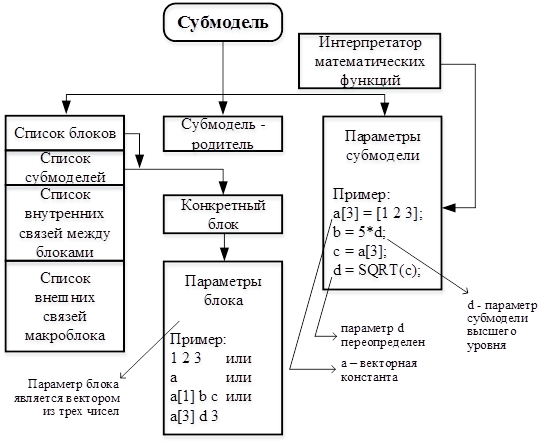 Субмодель
Интерпретатор
математических
функций
Список блоков
Список
субмоделей
Список
внутренних
связей между
блоками
Список
внешних
связей
макроблока
Субмодель -
родитель
Конкретный
блок
Параметры
блока
Пример:
1 2 3 или
a или
a[1] b c или
a[3] d 3
Параметр блока
является вектором
из трех чисел
Параметры
субмодели
Пример:
a[3] = [1 2 3];
b = 5*d;
c = a[3];
d = SQRT(c);
d - параметр
субмодели
высшего
уровня
параметр d
переопределен
a – векторная
константа